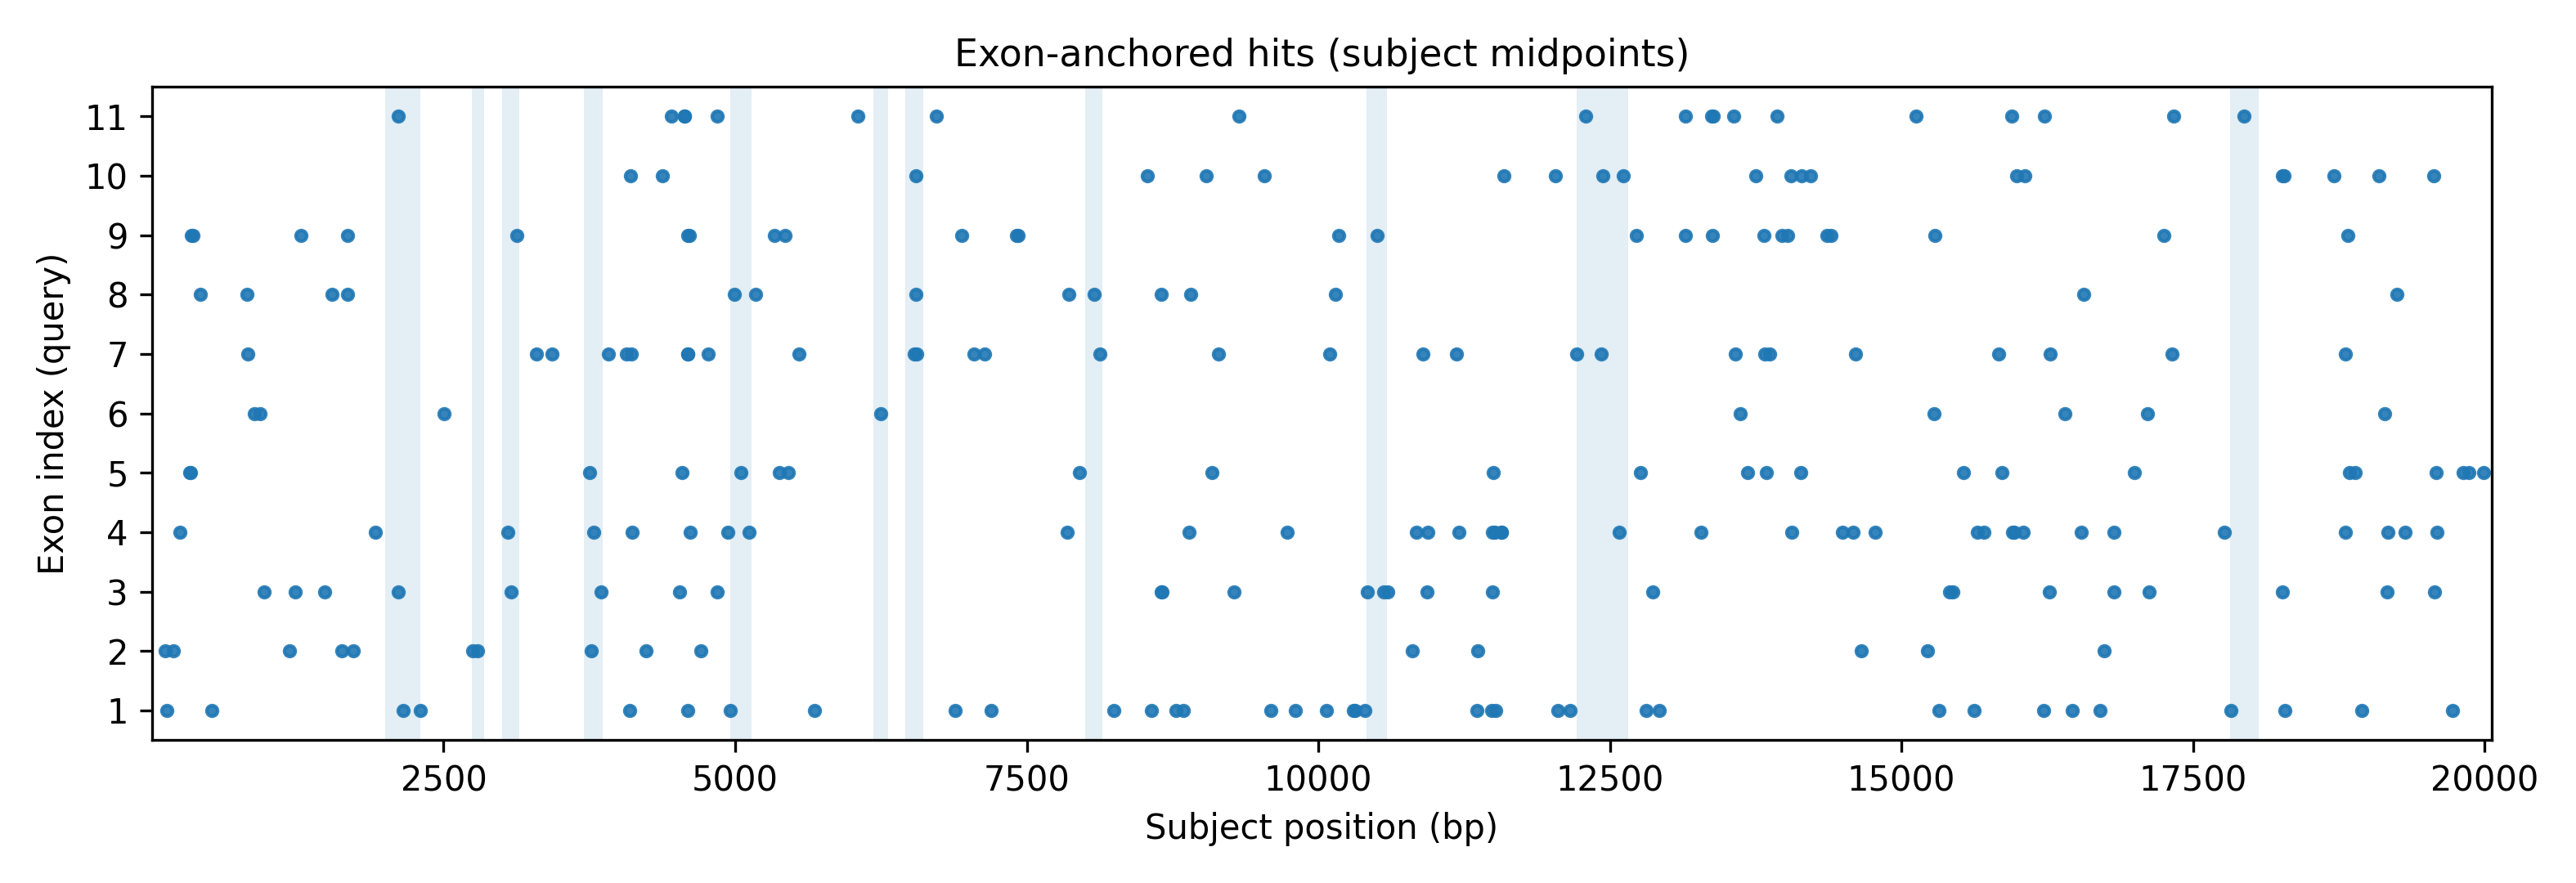 Exon-anchored hits (subject midpoints)
Exon index (query)
11
10
9
8
7
6
5
4
3
2
1
2500 5000 7500 10000 12500 15000 17500 20000
Subject position (bp)